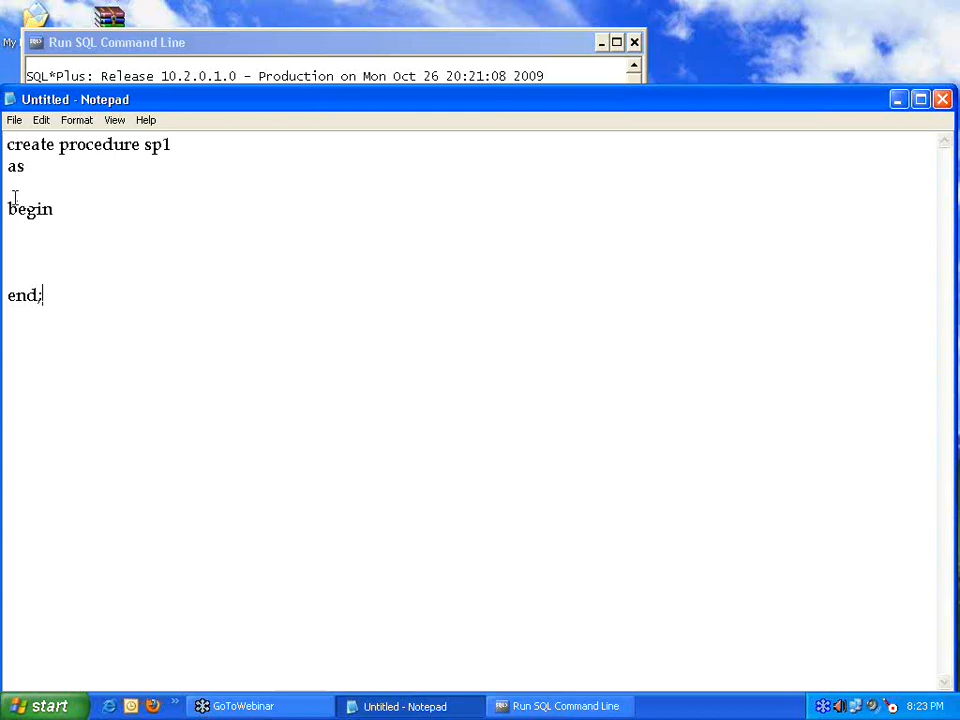 My
Run SQL Command Line
SQL*Plus: Release 10.2.0.1.0 - Production on Mon Oct 26 20:21:08 2009
Untitled - Notepad
File Edit Format View Help
create procedure sp1
as
begin
end;
start GoToWebinar Untitled - Notepad Run SQL Command Line 8:23 PM